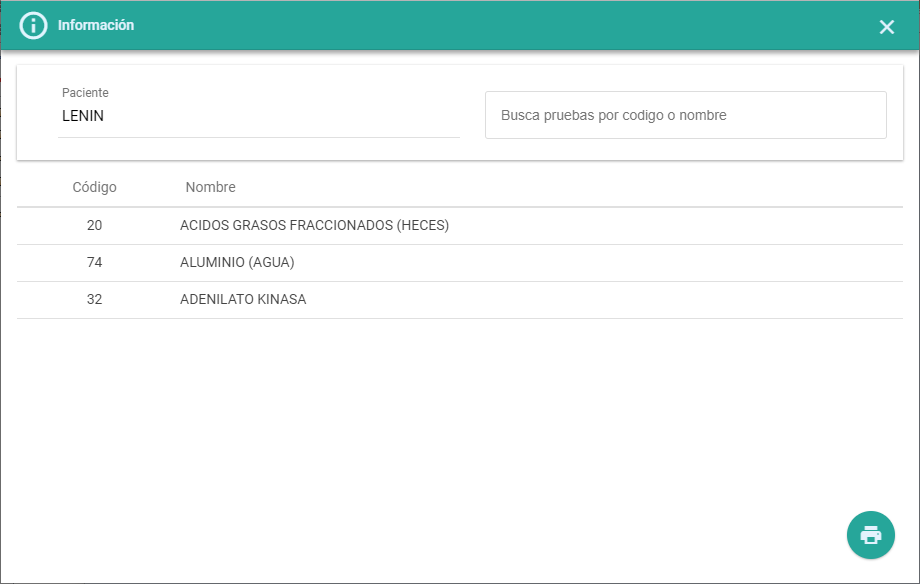 Información
Paciente
LENIN
Busca pruebas por codigo o nombre
Código Nombre
20 ACIDOS GRASOS FRACCIONADOS (HECES)
74 ALUMINIO (AGUA)
32 ADENILATO KINASA